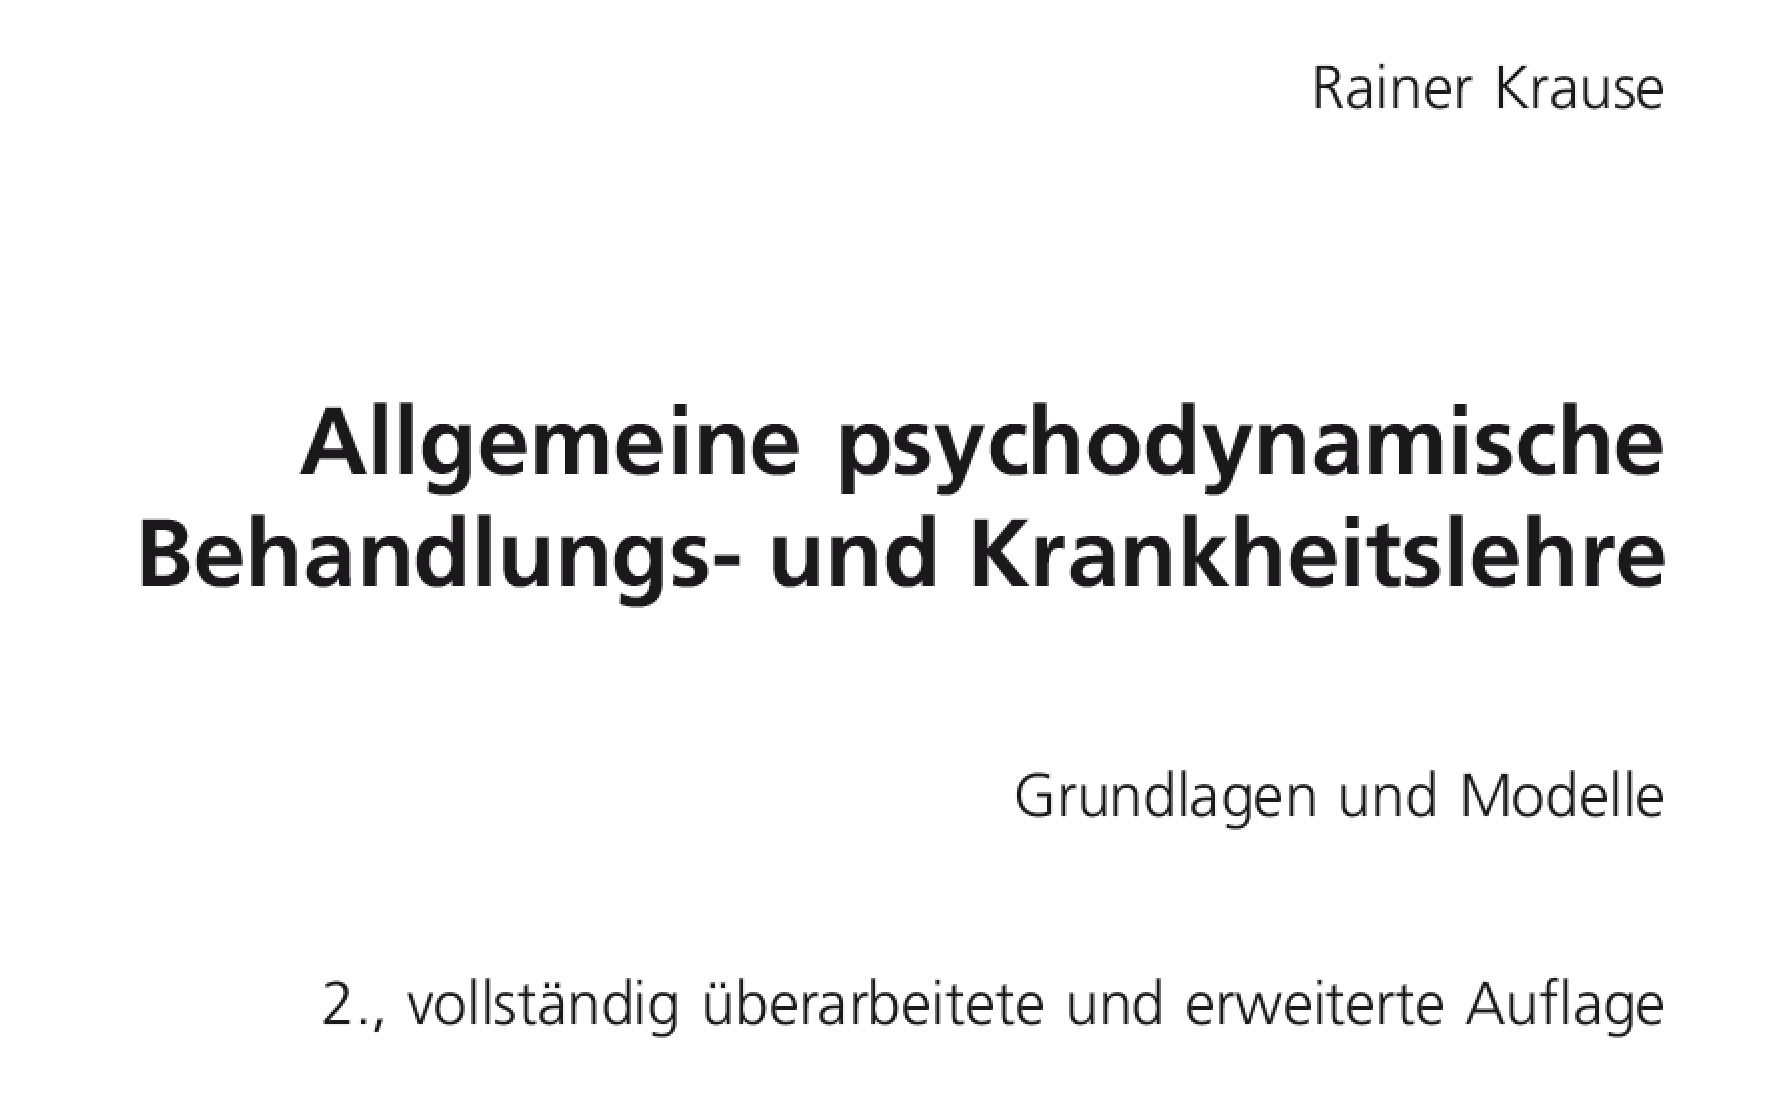 Rainer Krause
Allgemeine psychodynamische
Behandlungs- und Krankheitslehre
Grundlagen und Modelle
2., vollständig überarbeitete und erweiterte Auflage